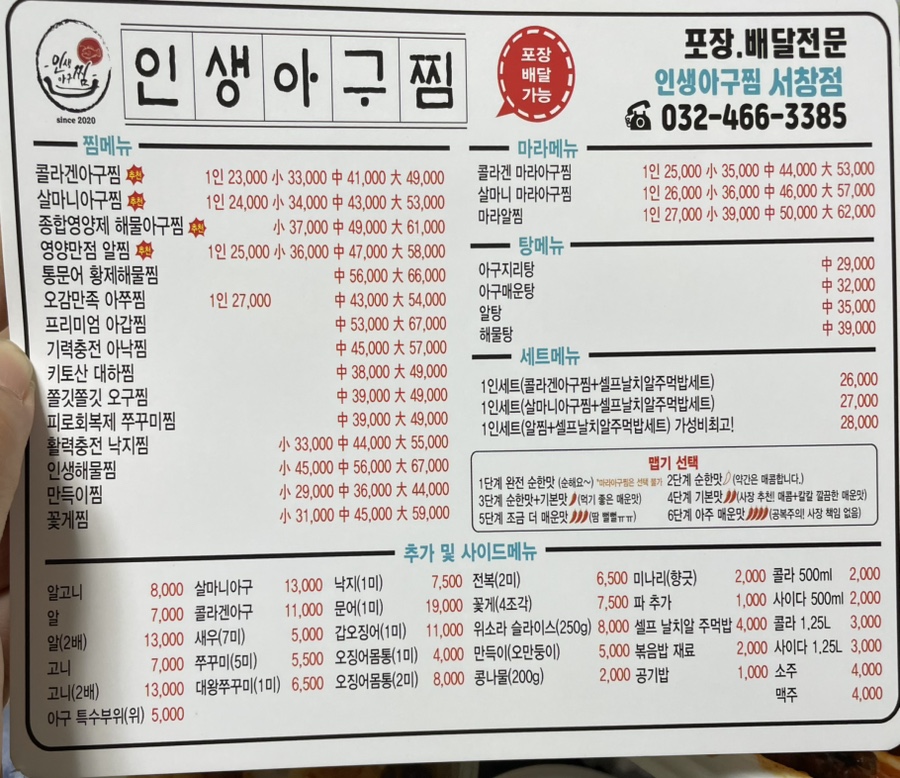 인생아구찜
since 2020
인생아구찜
포장
배달
가능
포장.배달전문
인생아구찜 서창점
☎ 032-466-3385
찜메뉴
콜라겐아구찜 추천 1인 23,000 小 33,000 中 41,000 大 49,000
살마니아구찜 추천 1인 24,000 小 34,000 中 43,000 大 53,000
종합영양제 해물아구찜 추천 小 37,000 中 49,000 大 61,000
영양만점 알찜 추천 1인 25,000 小 36,000 中 47,000 大 58,000
통문어 황제해물찜 中 56,000 大 66,000
오감만족 아쭈찜 1인 27,000 中 43,000 大 54,000
프리미엄 아갑찜 中 53,000 大 67,000
기력충전 아낙찜 中 45,000 大 57,000
키토산 대하찜 中 38,000 大 49,000
쫄깃쫄깃 오구찜 中 39,000 大 49,000
피로회복제 쭈꾸미찜 中 39,000 大 49,000
활력충전 낙지찜 小 33,000 中 44,000 大 55,000
인생해물찜 小 45,000 中 56,000 大 67,000
만득이찜 小 29,000 中 36,000 大 44,000
꽃게찜 小 31,000 中 45,000 大 59,000
마라메뉴
콜라겐 마라아구찜 1인 25,000 小 35,000 中 44,000 大 53,000
살마니 마라아구찜 1인 26,000 小 36,000 中 46,000 大 57,000
마라알찜 1인 27,000 小 39,000 中 50,000 大 62,000
탕메뉴
아구지리탕 中 29,000
아구매운탕 中 32,000
알탕 中 35,000
해물탕 中 39,000
세트메뉴
1인세트(콜라겐아구찜+셀프날치알주먹밥세트) 26,000
1인세트(살마니아구찜+셀프날치알주먹밥세트) 27,000
1인세트(알찜+셀프날치알주먹밥세트) 가성비최고! 28,000
맵기 선택
1단계 완전 순한맛 (순해요~) *마라아구찜은 선택 불가 2단계 순한맛 (약간은 매콤합니다.)
3단계 순한맛+기본맛 (먹기 좋은 매운맛) 4단계 기본맛 (사장 추천! 매콤+칼칼 깔끔한 매운맛)
5단계 조금 더 매운맛 (땀 뻘뻘ㅠㅠ) 6단계 아주 매운맛 (공복주의! 사장 책임 없음)
추가 및 사이드메뉴
알고니 8,000 살마니아구 13,000 낙지(1미) 7,500 전복(2미) 6,500 미나리(향긋) 2,000 콜라 500ml 2,000
알 7,000 콜라겐아구 11,000 문어(1미) 19,000 꽃게(4조각) 7,500 파 추가 1,000 사이다 500ml 2,000
알(2배) 13,000 새우(7미) 5,000 갑오징어(1미) 11,000 위소라 슬라이스(250g) 8,000 셀프 날치알 주먹밥 4,000 콜라 1.25L 3,000
고니 7,000 쭈꾸미(5미) 5,500 오징어몸통(1미) 4,000 만득이(오만둥이) 5,000 볶음밥 재료 2,000 사이다 1.25L 3,000
고니(2배) 13,000 대왕쭈꾸미(1미) 6,500 오징어몸통(2미) 8,000 콩나물(200g) 2,000 공기밥 1,000 소주 4,000
아구 특수부위(위) 5,000 맥주 4,000